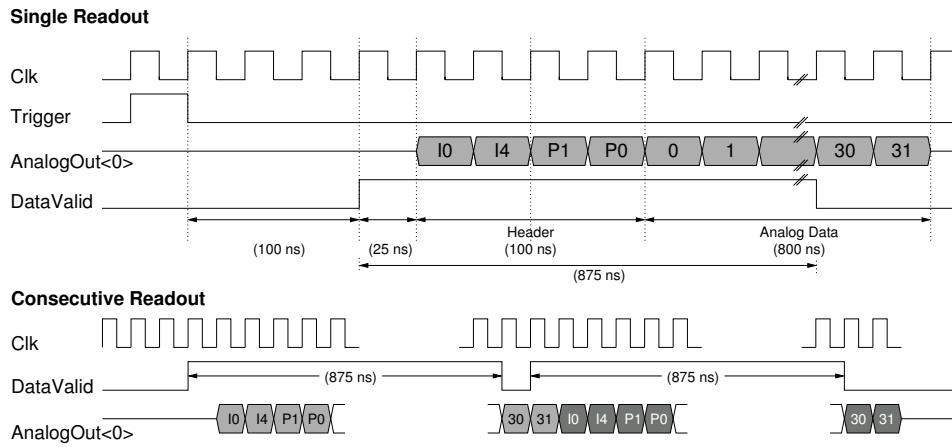 Single Readout
Clk
Trigger
I0 I4 P1 P0 0 1 30 31
AnalogOut<0>
DataValid
Header Analog Data
(100 ns) (25 ns) (100 ns) (800 ns)
(875 ns)
Consecutive Readout
Clk
(875 ns) (875 ns)
DataValid
I0 I4 P1 P0 30 31 I0 I4 P1 P0 30 31
AnalogOut<0>